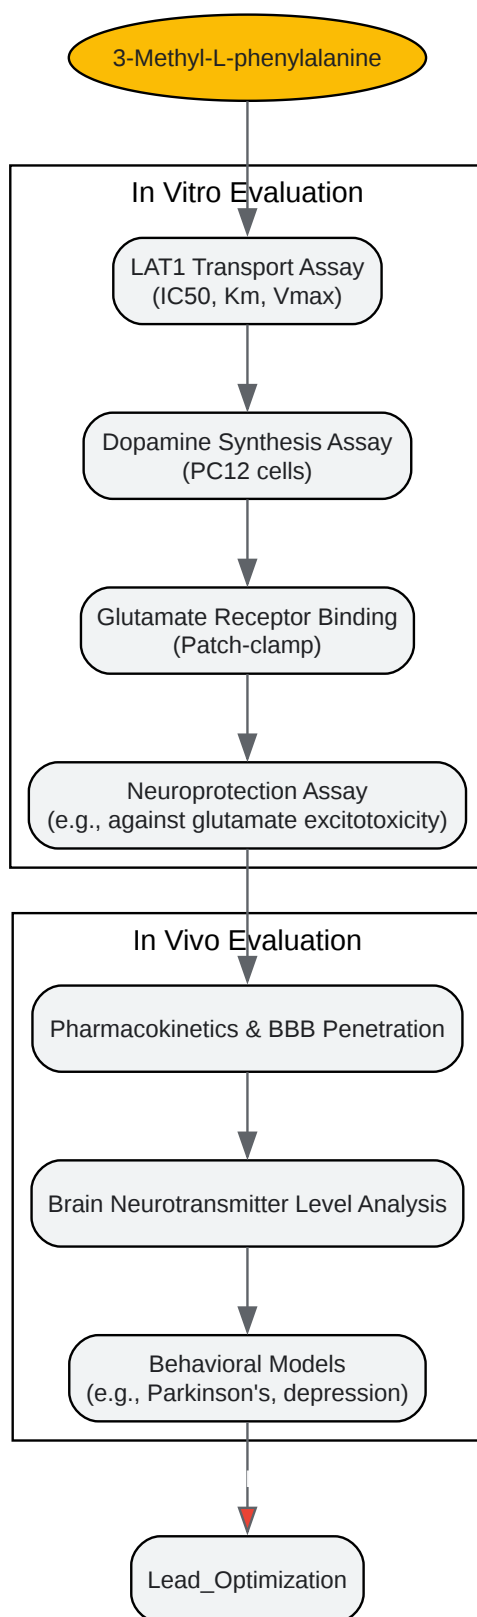 3-Methyl-L-phenylalanine
In Vitro Evaluation
LAT1 Transport Assay
(IC50, Km, Vmax)
Dopamine Synthesis Assay
(PC12 cells)
Glutamate Receptor Binding
(Patch-clamp)
Neuroprotection Assay
(e.g., against glutamate excitotoxicity)
In Vivo Evaluation
Pharmacokinetics & BBB Penetration
Brain Neurotransmitter Level Analysis
Behavioral Models
(e.g., Parkinson's, depression)
Lead_Optimization